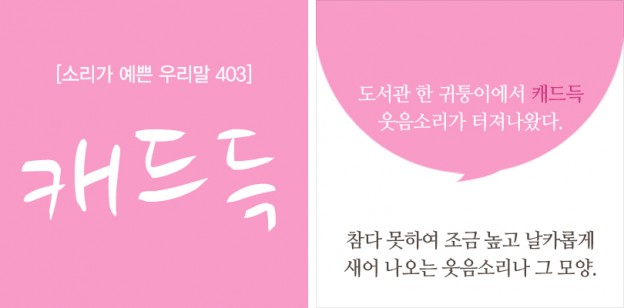 [소리가 예쁜 우리말 403]
캐드득
도서관 한 귀퉁이에서 캐드득
웃음소리가 터져나왔다.
참다 못하여 조금 높고 날카롭게
새어 나오는 웃음소리나 그 모양.